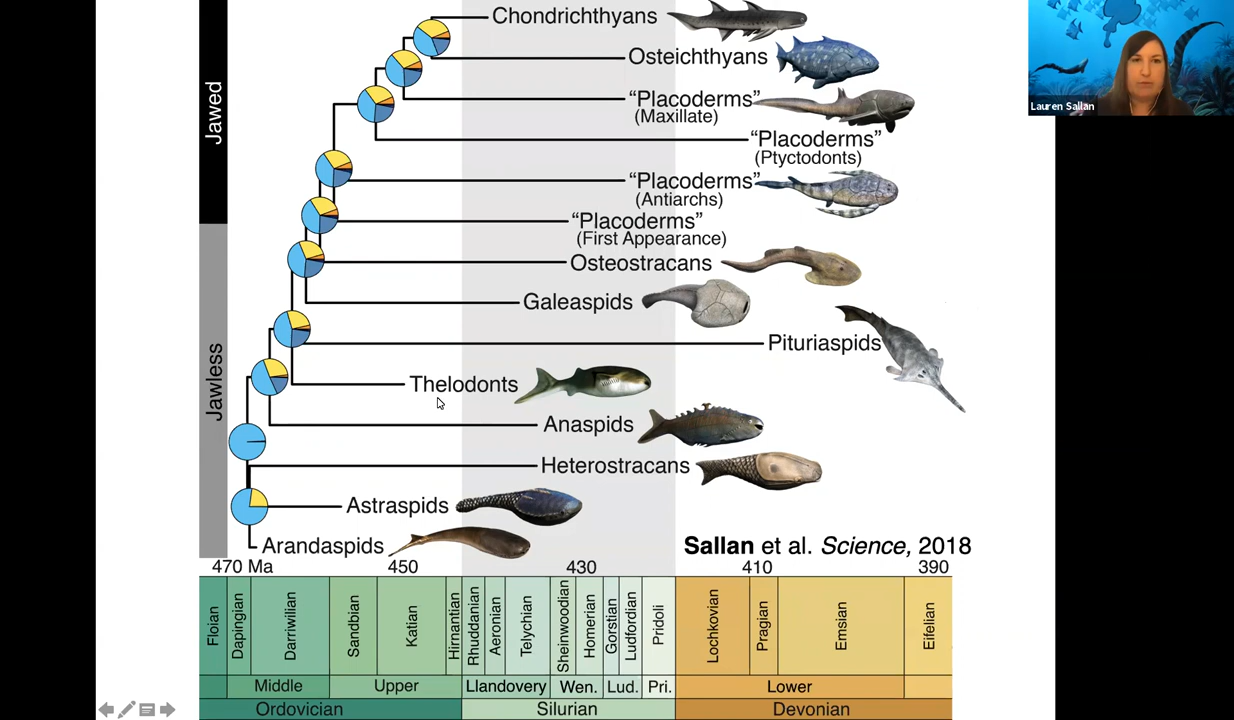 Chondrichthyans
Osteichthyans
"Placoderms"
(Maxillate)
"Placoderms"
(Ptyctodonts)
"Placoderms"
(Antiarchs)
"Placoderms"
(First Appearance)
Osteostracans
Galeaspids
Pituriaspids
Thelodonts
Anaspids
Heterostracans
Astraspids
Arandaspids
Jawed
Jawless
Lauren Sallan
Sallan et al. Science, 2018
470 Ma 450 430 410 390
Floian Dapingian Darriwilian Sandbian Katian Hirnantian Rhuddanian Aeronian Telychian Sheinwoodian Homerian Gorstian Ludfordian Pridoli Lochkovian Pragian Emsian Eifelian
Middle Upper Llandovery Wen. Lud. Pri. Lower
Ordovician Silurian Devonian